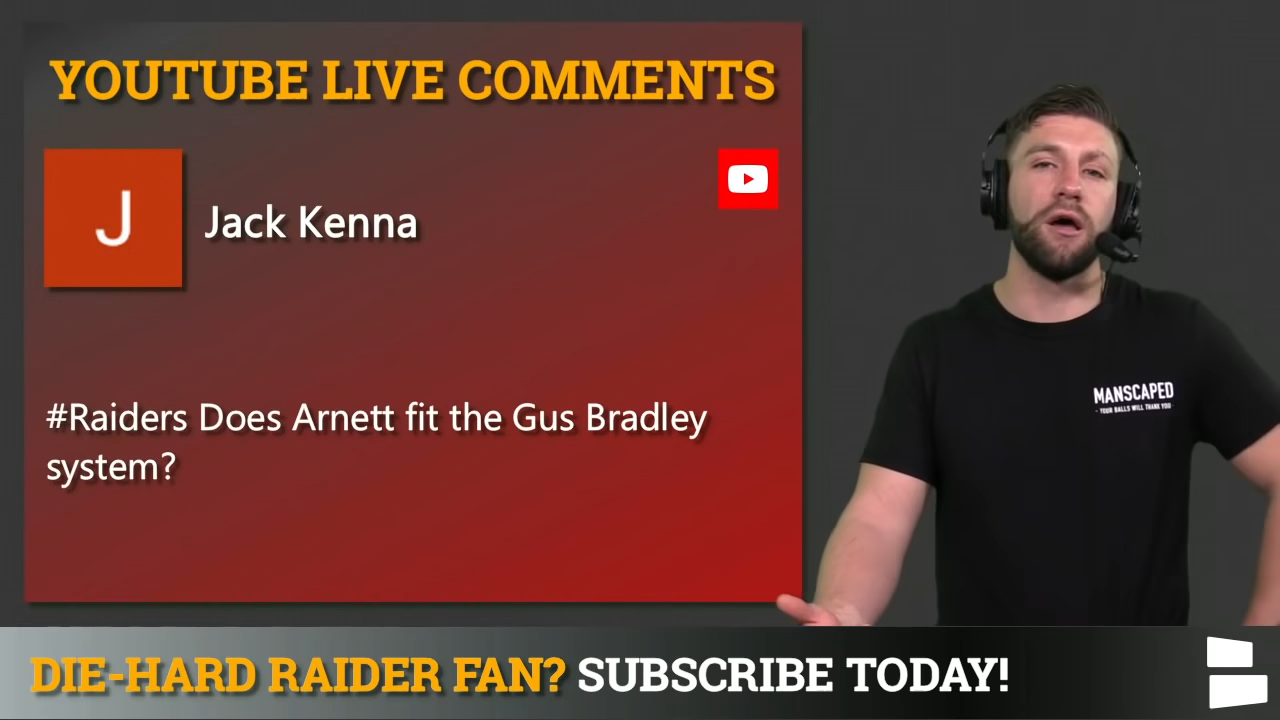 YOUTUBE LIVE COMMENTS
J
Jack Kenna
#Raiders Does Arnett fit the Gus Bradley
system?
MANSCAPED
- YOUR BALLS WILL THANK YOU -
DIE-HARD RAIDER FAN? SUBSCRIBE TODAY!